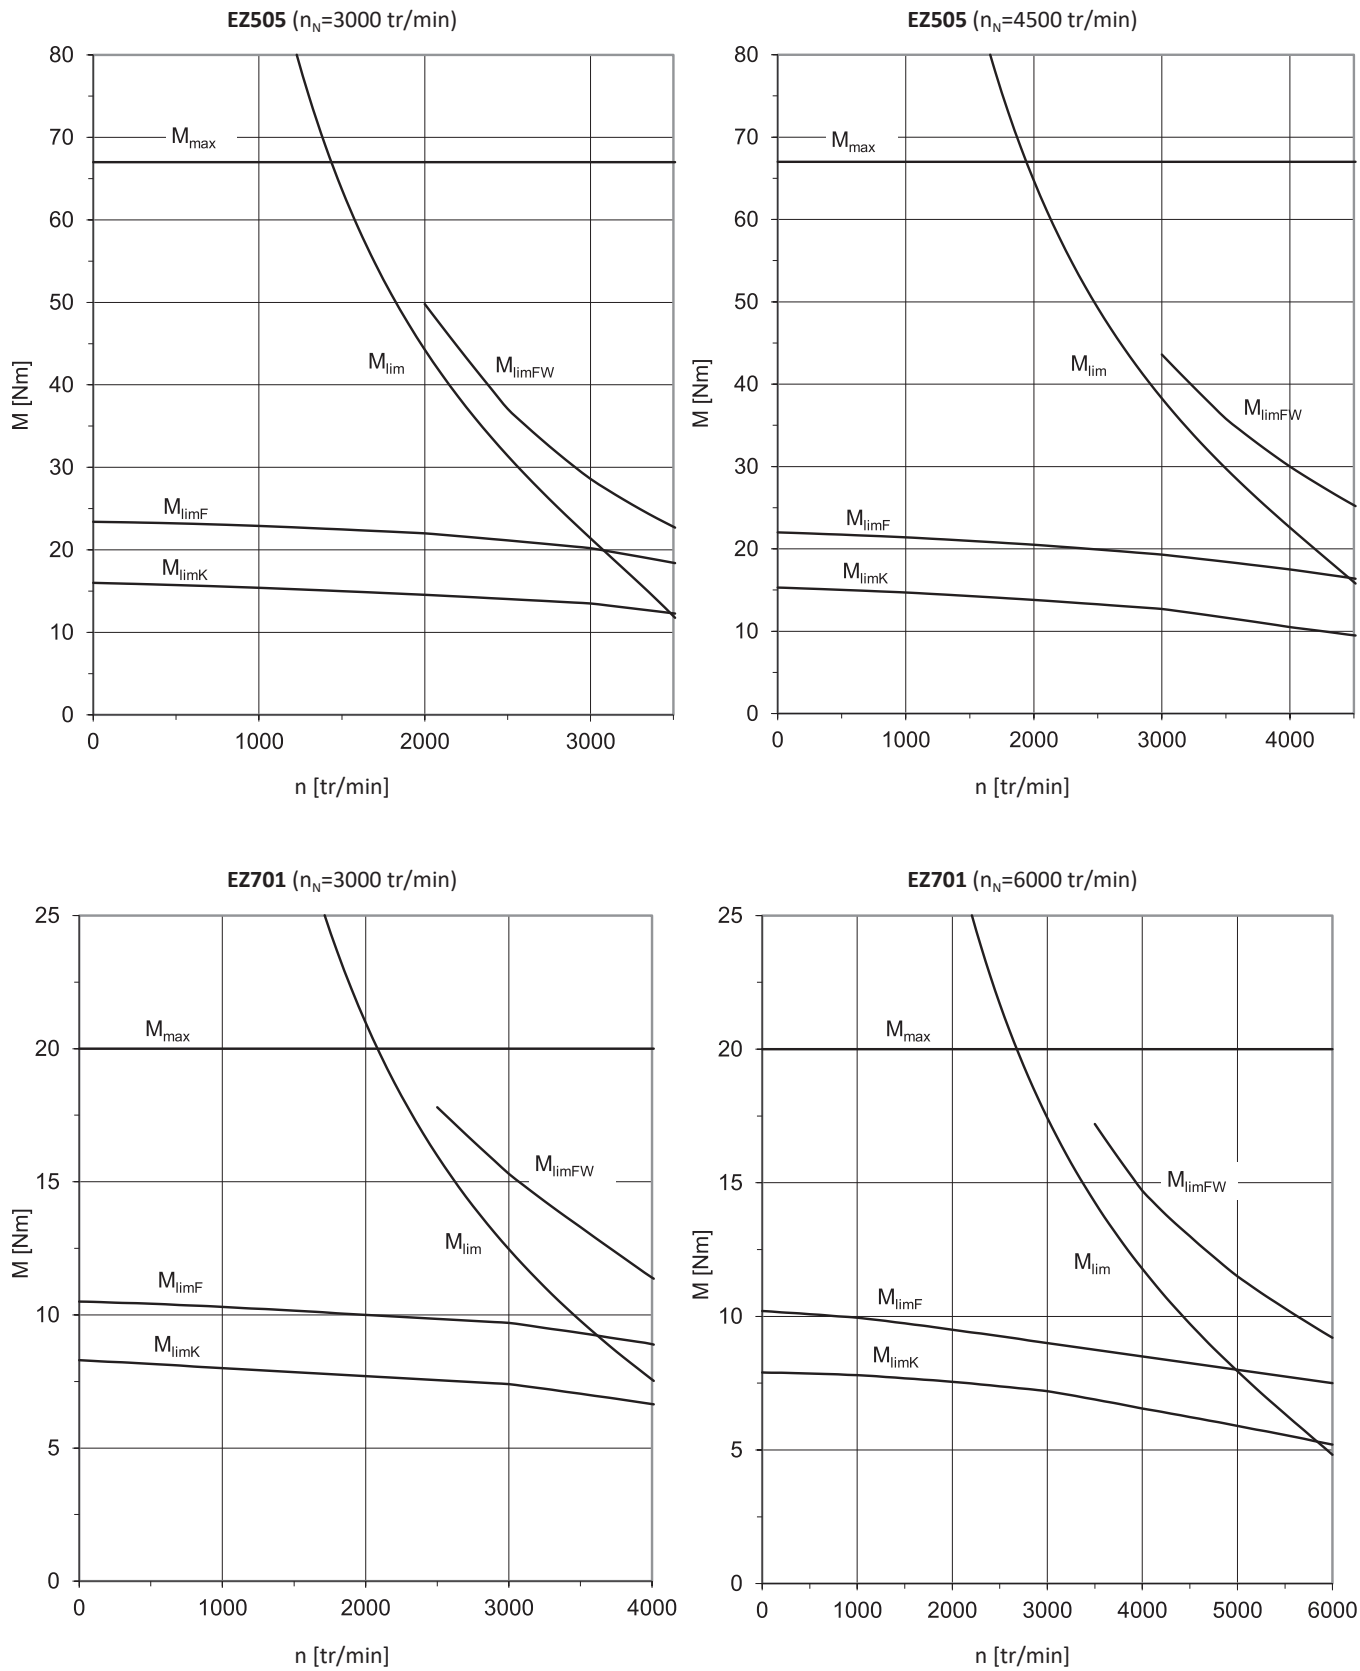 EZ505 (nN=3000 tr/min)
80
70
60
50
40
30
20
10
0
M [Nm]
Mmax
Mlim
MlimFW
MlimF
MlimK
0 1000 2000 3000
n [tr/min]
EZ505 (nN=4500 tr/min)
80
70
60
50
40
30
20
10
0
M [Nm]
Mmax
Mlim
MlimFW
MlimF
MlimK
0 1000 2000 3000 4000
n [tr/min]
EZ701 (nN=3000 tr/min)
25
20
15
10
5
0
M [Nm]
Mmax
MlimFW
Mlim
MlimF
MlimK
0 1000 2000 3000 4000
n [tr/min]
EZ701 (nN=6000 tr/min)
25
20
15
10
5
0
M [Nm]
Mmax
MlimFW
Mlim
MlimF
MlimK
0 1000 2000 3000 4000 5000 6000
n [tr/min]